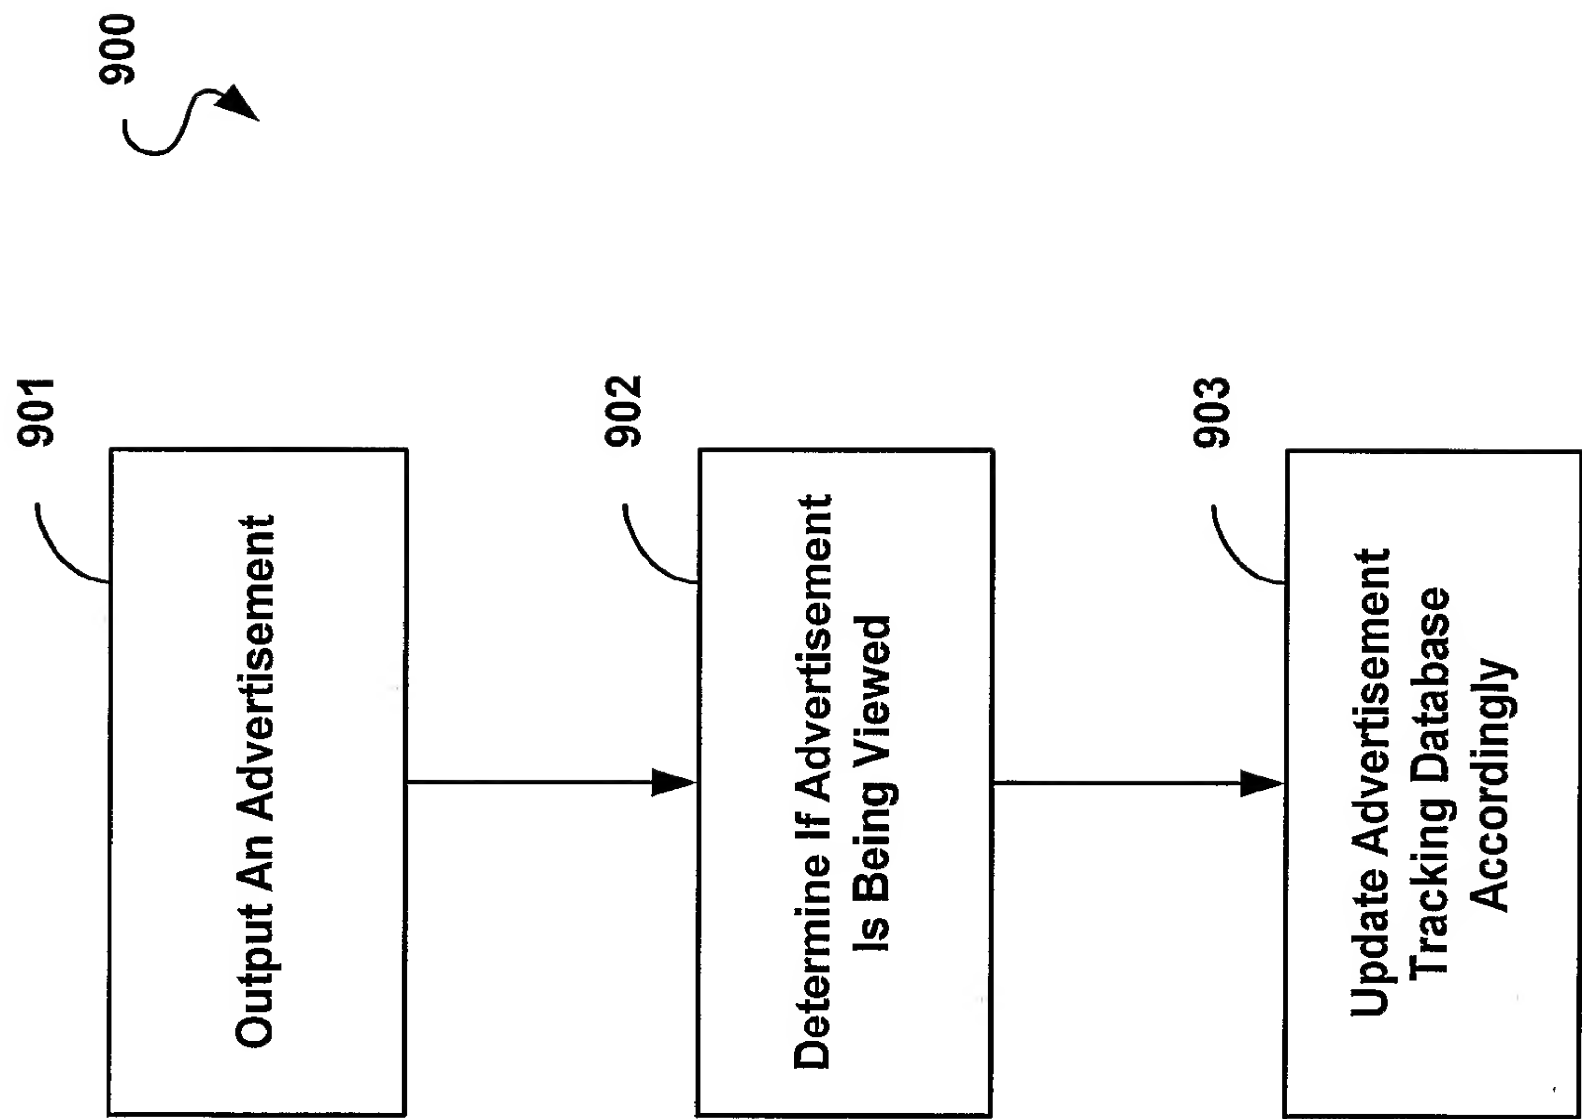 900
901
Output An Advertisement
902
Determine If Advertisement
Is Being Viewed
903
Update Advertisement
Tracking Database
Accordingly